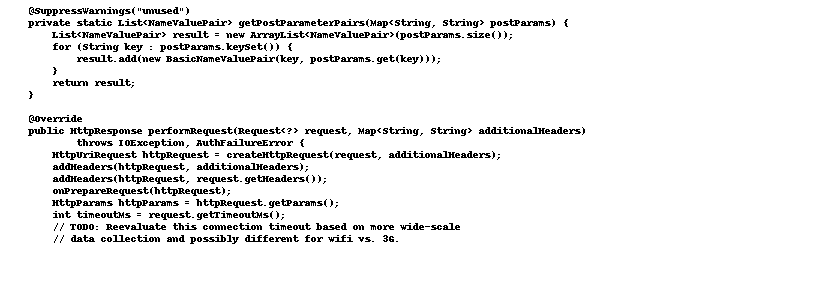 @SuppressWarnings("unused")
private static List<NameValuePair> getPostParameterPairs(Map<String, String> postParams) {
List<NameValuePair> result = new ArrayList<NameValuePair>(postParams.size());
for (String key : postParams.keySet()) {
result.add(new BasicNameValuePair(key, postParams.get(key)));
}
return result;
}
@Override
public HttpResponse performRequest(Request<?> request, Map<String, String> additionalHeaders)
throws IOException, AuthFailureError {
HttpUriRequest httpRequest = createHttpRequest(request, additionalHeaders);
addHeaders(httpRequest, additionalHeaders);
addHeaders(httpRequest, request.getHeaders());
onPrepareRequest(httpRequest);
HttpParams httpParams = httpRequest.getParams();
int timeoutMs = request.getTimeoutMs();
// TODO: Reevaluate this connection timeout based on more wide-scale
// data collection and possibly different for wifi vs. 3G.